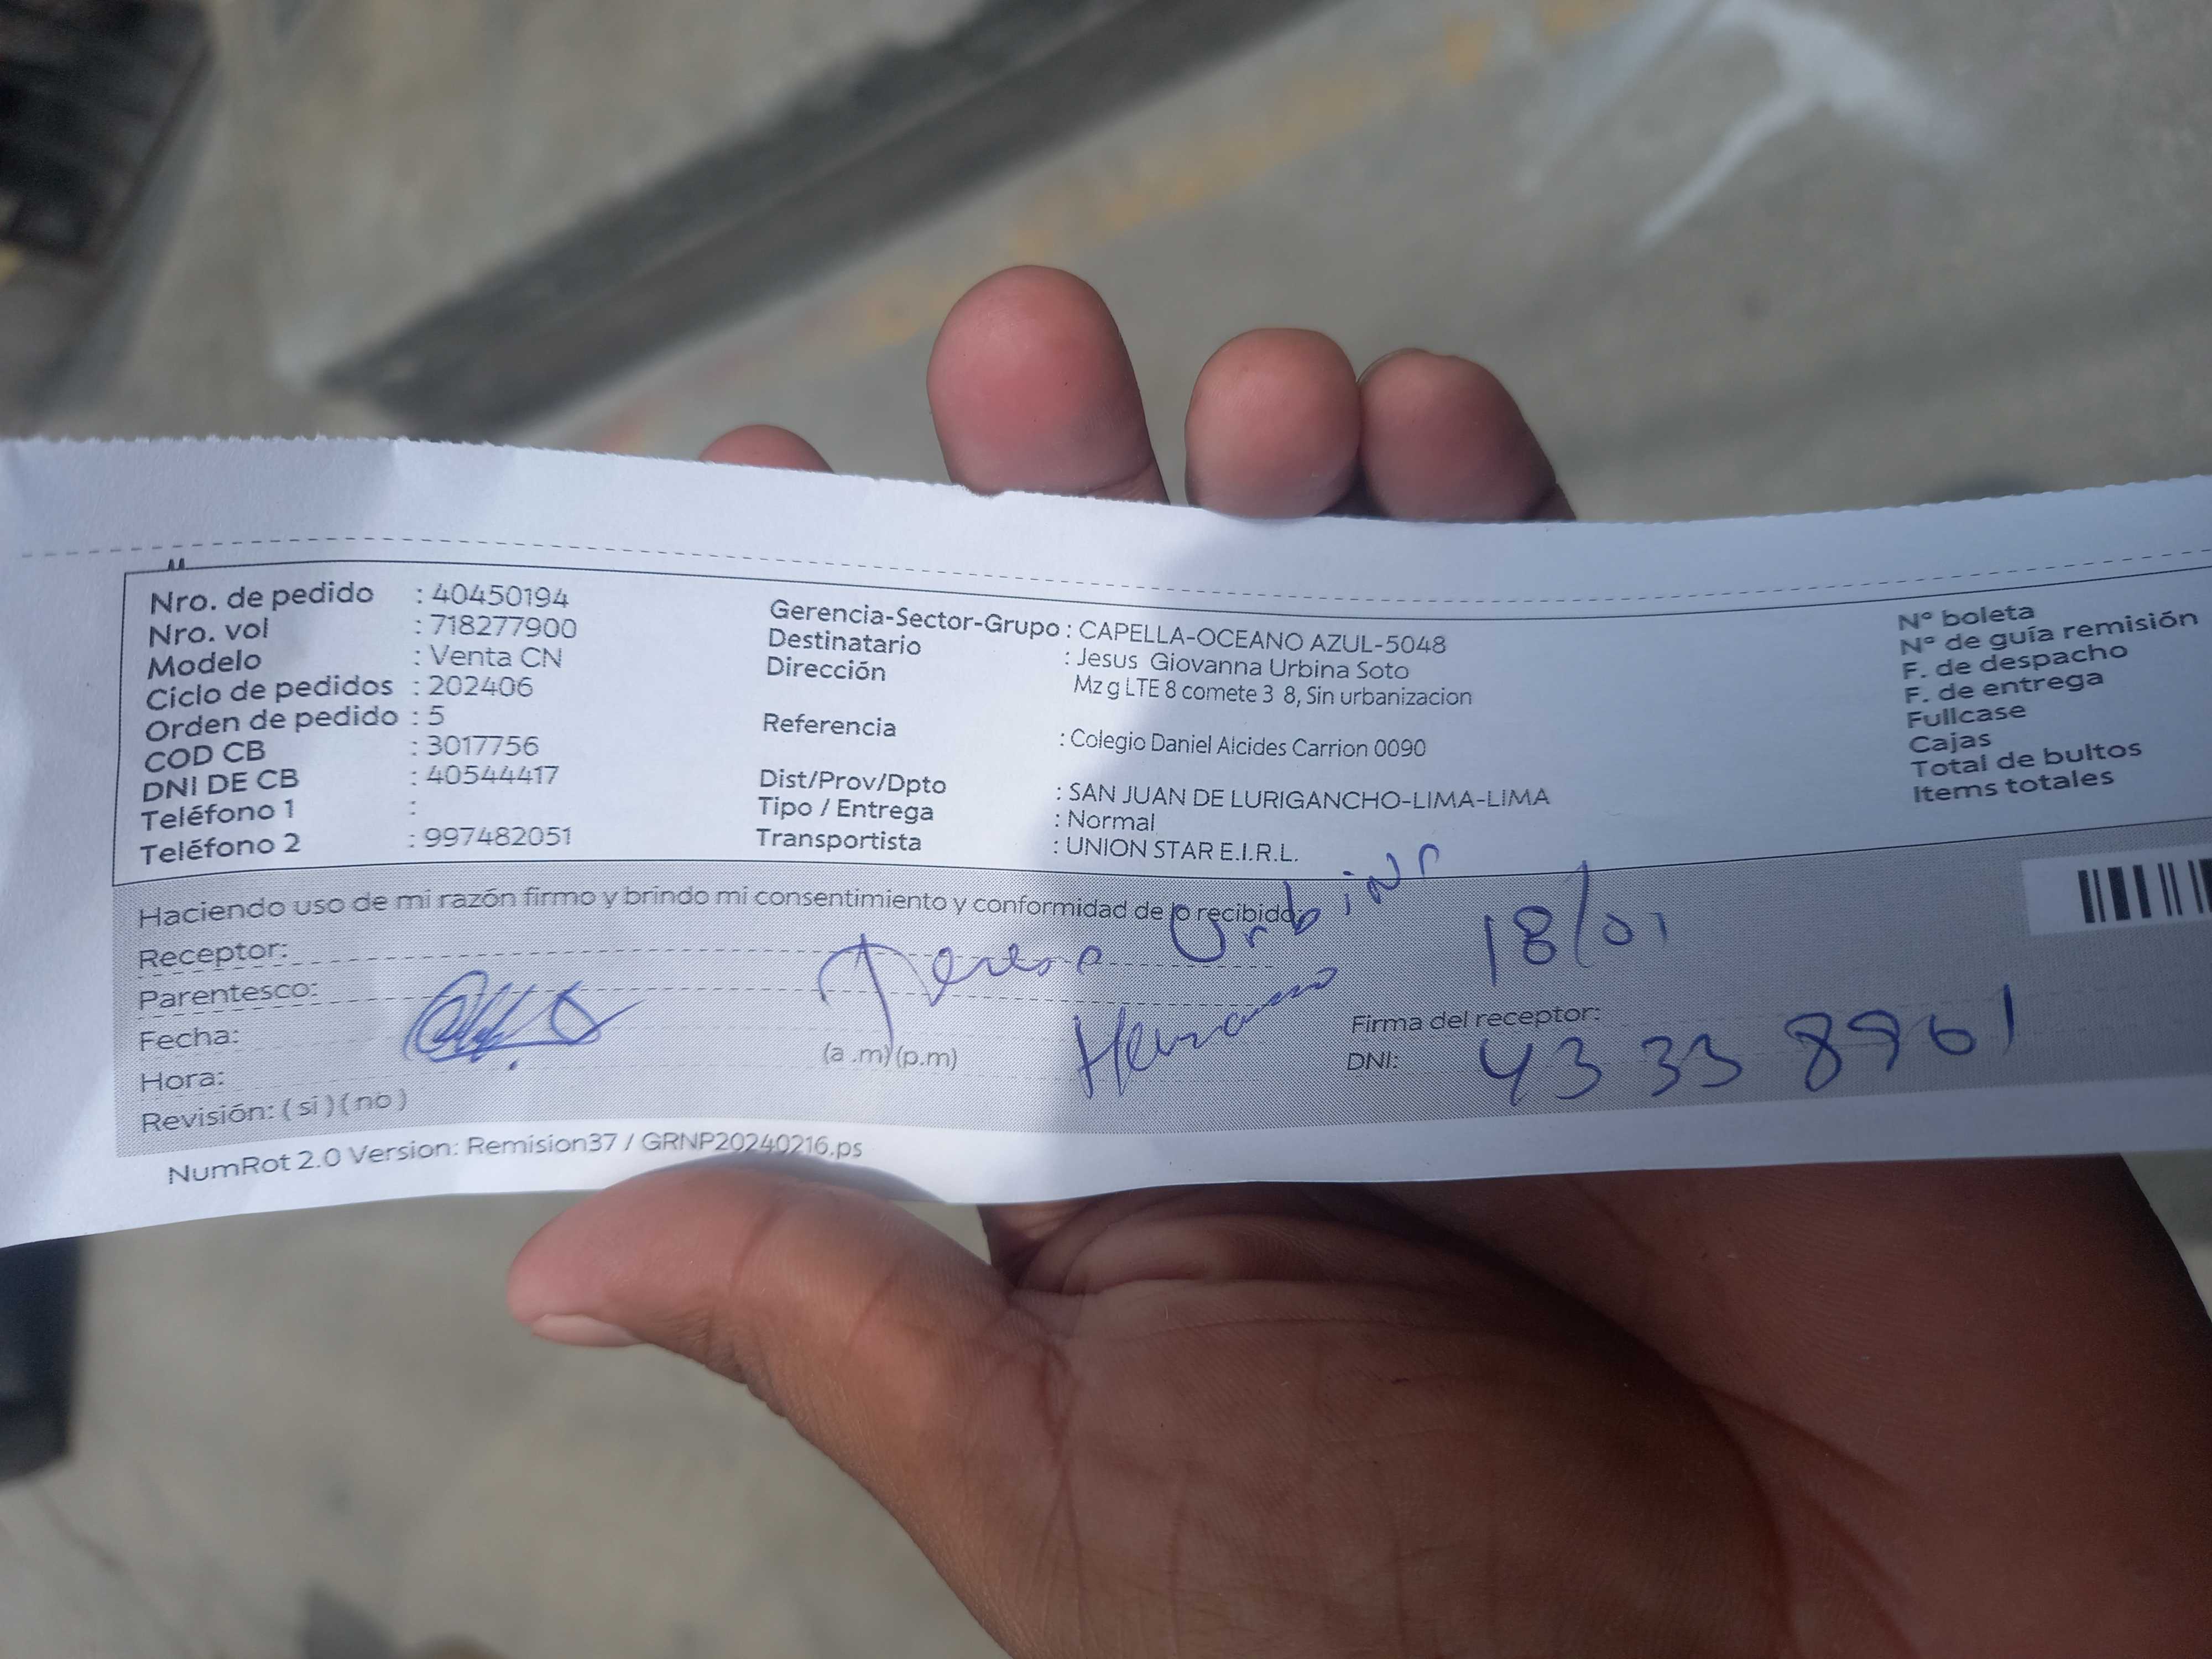 Nro. de pedido : 40450194
Nro. vol : 718277900
Modelo : Venta CN
Ciclo de pedidos : 202406
Orden de pedido : 5
COD CB : 3017756
DNI DE CB : 40544417
Teléfono 1 :
Teléfono 2 : 997482051
Gerencia-Sector-Grupo : CAPELLA-OCEANO AZUL-5048
Destinatario : Jesus Giovanna Urbina Soto
Dirección Mz g LTE 8 comete 3 8, Sin urbanizacion
Referencia : Colegio Daniel Alcides Carrion 0090
Dist/Prov/Dpto : SAN JUAN DE LURIGANCHO-LIMA-LIMA
Tipo / Entrega : Normal
Transportista : UNION STAR E.I.R.L.
Nº boleta
Nº de guía remisión
F. de despacho
F. de entrega
Fullcase
Cajas
Total de bultos
Items totales
Haciendo uso de mi razón firmo y brindo mi consentimiento y conformidad de lo recibido:
Receptor: Teresa Urbina 18/01
Parentesco: Hermano
Fecha:
Hora: (a .m)(p.m)
Revisión: ( si ) ( no )
Firma del receptor:
DNI: 43338961
NumRot 2.0 Version: Remision37 / GRNP20240216.ps